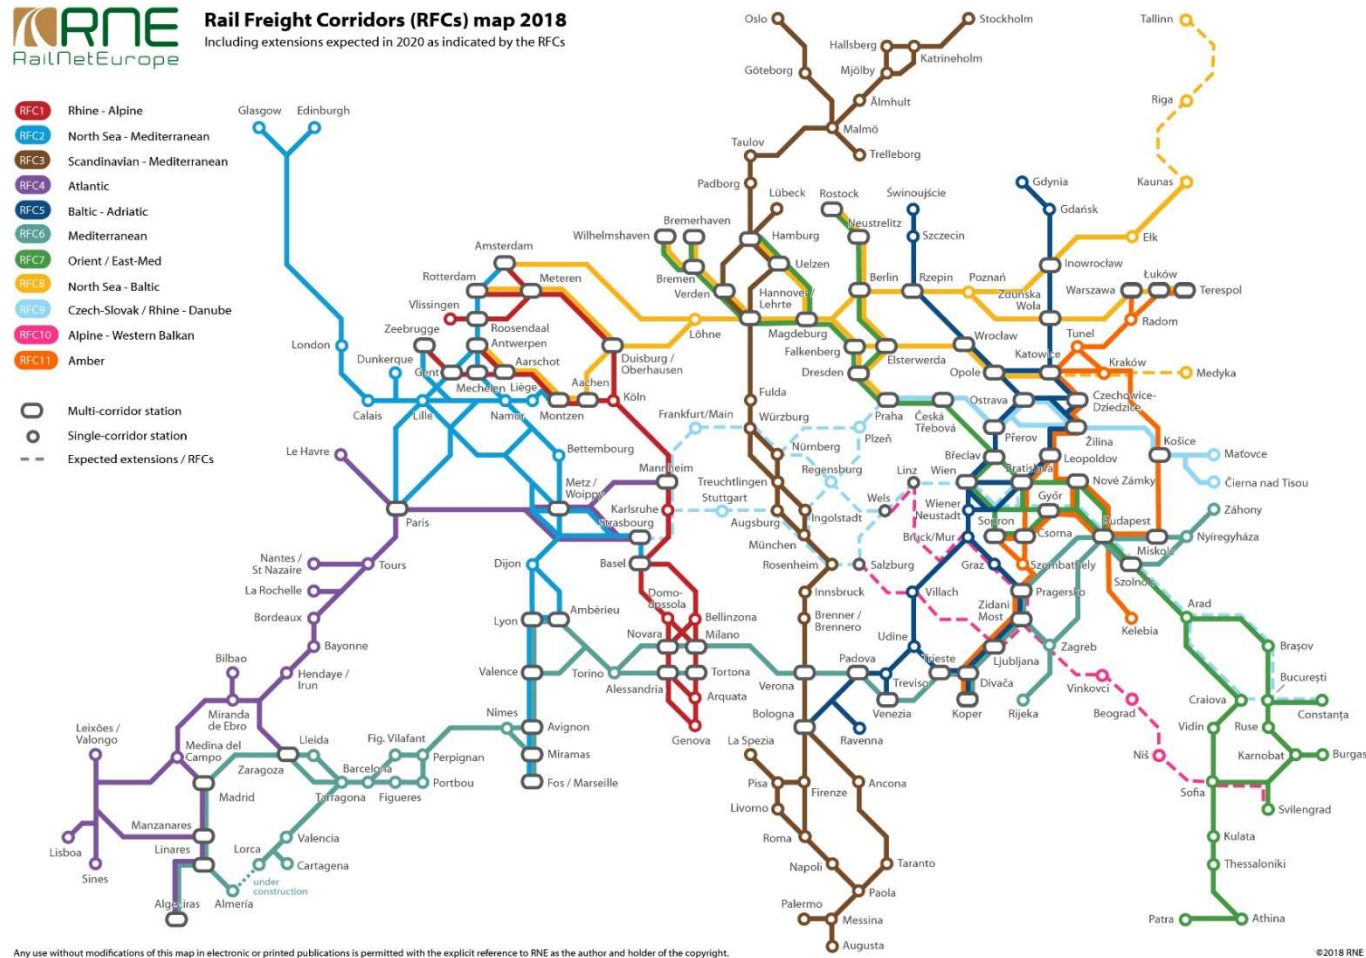 RNE
RailNetEurope
Rail Freight Corridors (RFCs) map 2018
Including extensions expected in 2020 as indicated by the RFCs
RFC1 Rhine - Alpine
RFC2 North Sea - Mediterranean
RFC3 Scandinavian - Mediterranean
RFC4 Atlantic
RFC5 Baltic - Adriatic
RFC6 Mediterranean
RFC7 Orient / East-Med
RFC8 North Sea - Baltic
RFC9 Czech-Slovak / Rhine - Danube
RFC10 Alpine - Western Balkan
RFC11 Amber
Multi-corridor station
Single-corridor station
Expected extensions / RFCs
Oslo
Stockholm
Tallinn
Hallsberg
Katrineholm
Göteborg
Mjölby
Älmhult
Riga
Glasgow
Edinburgh
Malmö
Taulov
Trelleborg
Padborg
Lübeck
Rostock
Świnoujście
Gdynia
Kaunas
Gdańsk
Bremerhaven
Wilhelmshaven
Hamburg
Neustrelitz
Szczecin
Ełk
Amsterdam
Bremen
Uelzen
Inowrocław
Rotterdam
Meteren
Verden
Hannover/
Lehrte
Berlin
Rzepin
Poznań
Zduńska
Wola
Warszawa
Łuków
Terespol
Vlissingen
Roosendaal
Löhne
Magdeburg
Radom
Zeebrugge
Antwerpen
London
Dunkerque
Aarschot
Duisburg /
Oberhausen
Falkenberg
Elsterwerda
Wrocław
Tunel
Katowice
Kraków
Gent
Mechelen
Liège
Aachen
Dresden
Opole
Medyka
Calais
Lille
Namur
Montzen
Köln
Fulda
Praha
Česká
Třebová
Ostrava
Czechowice-
Dziedzice
Frankfurt/Main
Würzburg
Plzeň
Přerov
Žilina
Košice
Le Havre
Bettembourg
Nürnberg
Břeclav
Leopoldov
Maťovce
Mannheim
Regensburg
Linz
Wien
Bratislava
Nové Zámky
Čierna nad Tisou
Metz /
Woippy
Treuchtlingen
Stuttgart
Wels
Wiener
Neustadt
Győr
Záhony
Paris
Karlsruhe
Augsburg
Ingolstadt
Sopron
Csorna
Budapest
Strasbourg
München
Bruck/Mur
Miskolc
Nyíregyháza
Nantes /
St Nazaire
Tours
Dijon
Basel
Rosenheim
Salzburg
Graz
Szombathely
Szolnok
La Rochelle
Domo-
dossola
Innsbruck
Villach
Pragersko
Bordeaux
Lyon
Ambérieu
Bellinzona
Brenner /
Brennero
Zidani
Most
Kelebia
Arad
Bayonne
Novara
Milano
Udine
Zagreb
Brașov
Bilbao
Hendaye /
Irun
Valence
Torino
Alessandria
Tortona
Verona
Padova
Treviso
Trieste
Ljubljana
Divača
Vinkovci
București
Miranda
de Ebro
Arquata
Venezia
Koper
Rijeka
Beograd
Craiova
Constanța
Leixões /
Valongo
Nîmes
Avignon
Genova
Bologna
Ravenna
Vidin
Ruse
Medina del
Campo
Lleida
Fig. Vilafant
Perpignan
Miramas
La Spezia
Niš
Karnobat
Burgas
Zaragoza
Barcelona
Madrid
Tarragona
Figueres
Portbou
Fos / Marseille
Pisa
Firenze
Ancona
Sofia
Svilengrad
Livorno
Manzanares
Valencia
Roma
Kulata
Lisboa
Linares
Lorca
Cartagena
Napoli
Taranto
Thessaloniki
Sines
under
construction
Paola
Algeciras
Almería
Palermo
Messina
Patra
Athina
Augusta
Any use without modifications of this map in electronic or printed publications is permitted with the explicit reference to RNE as the author and holder of the copyright.
©2018 RNE